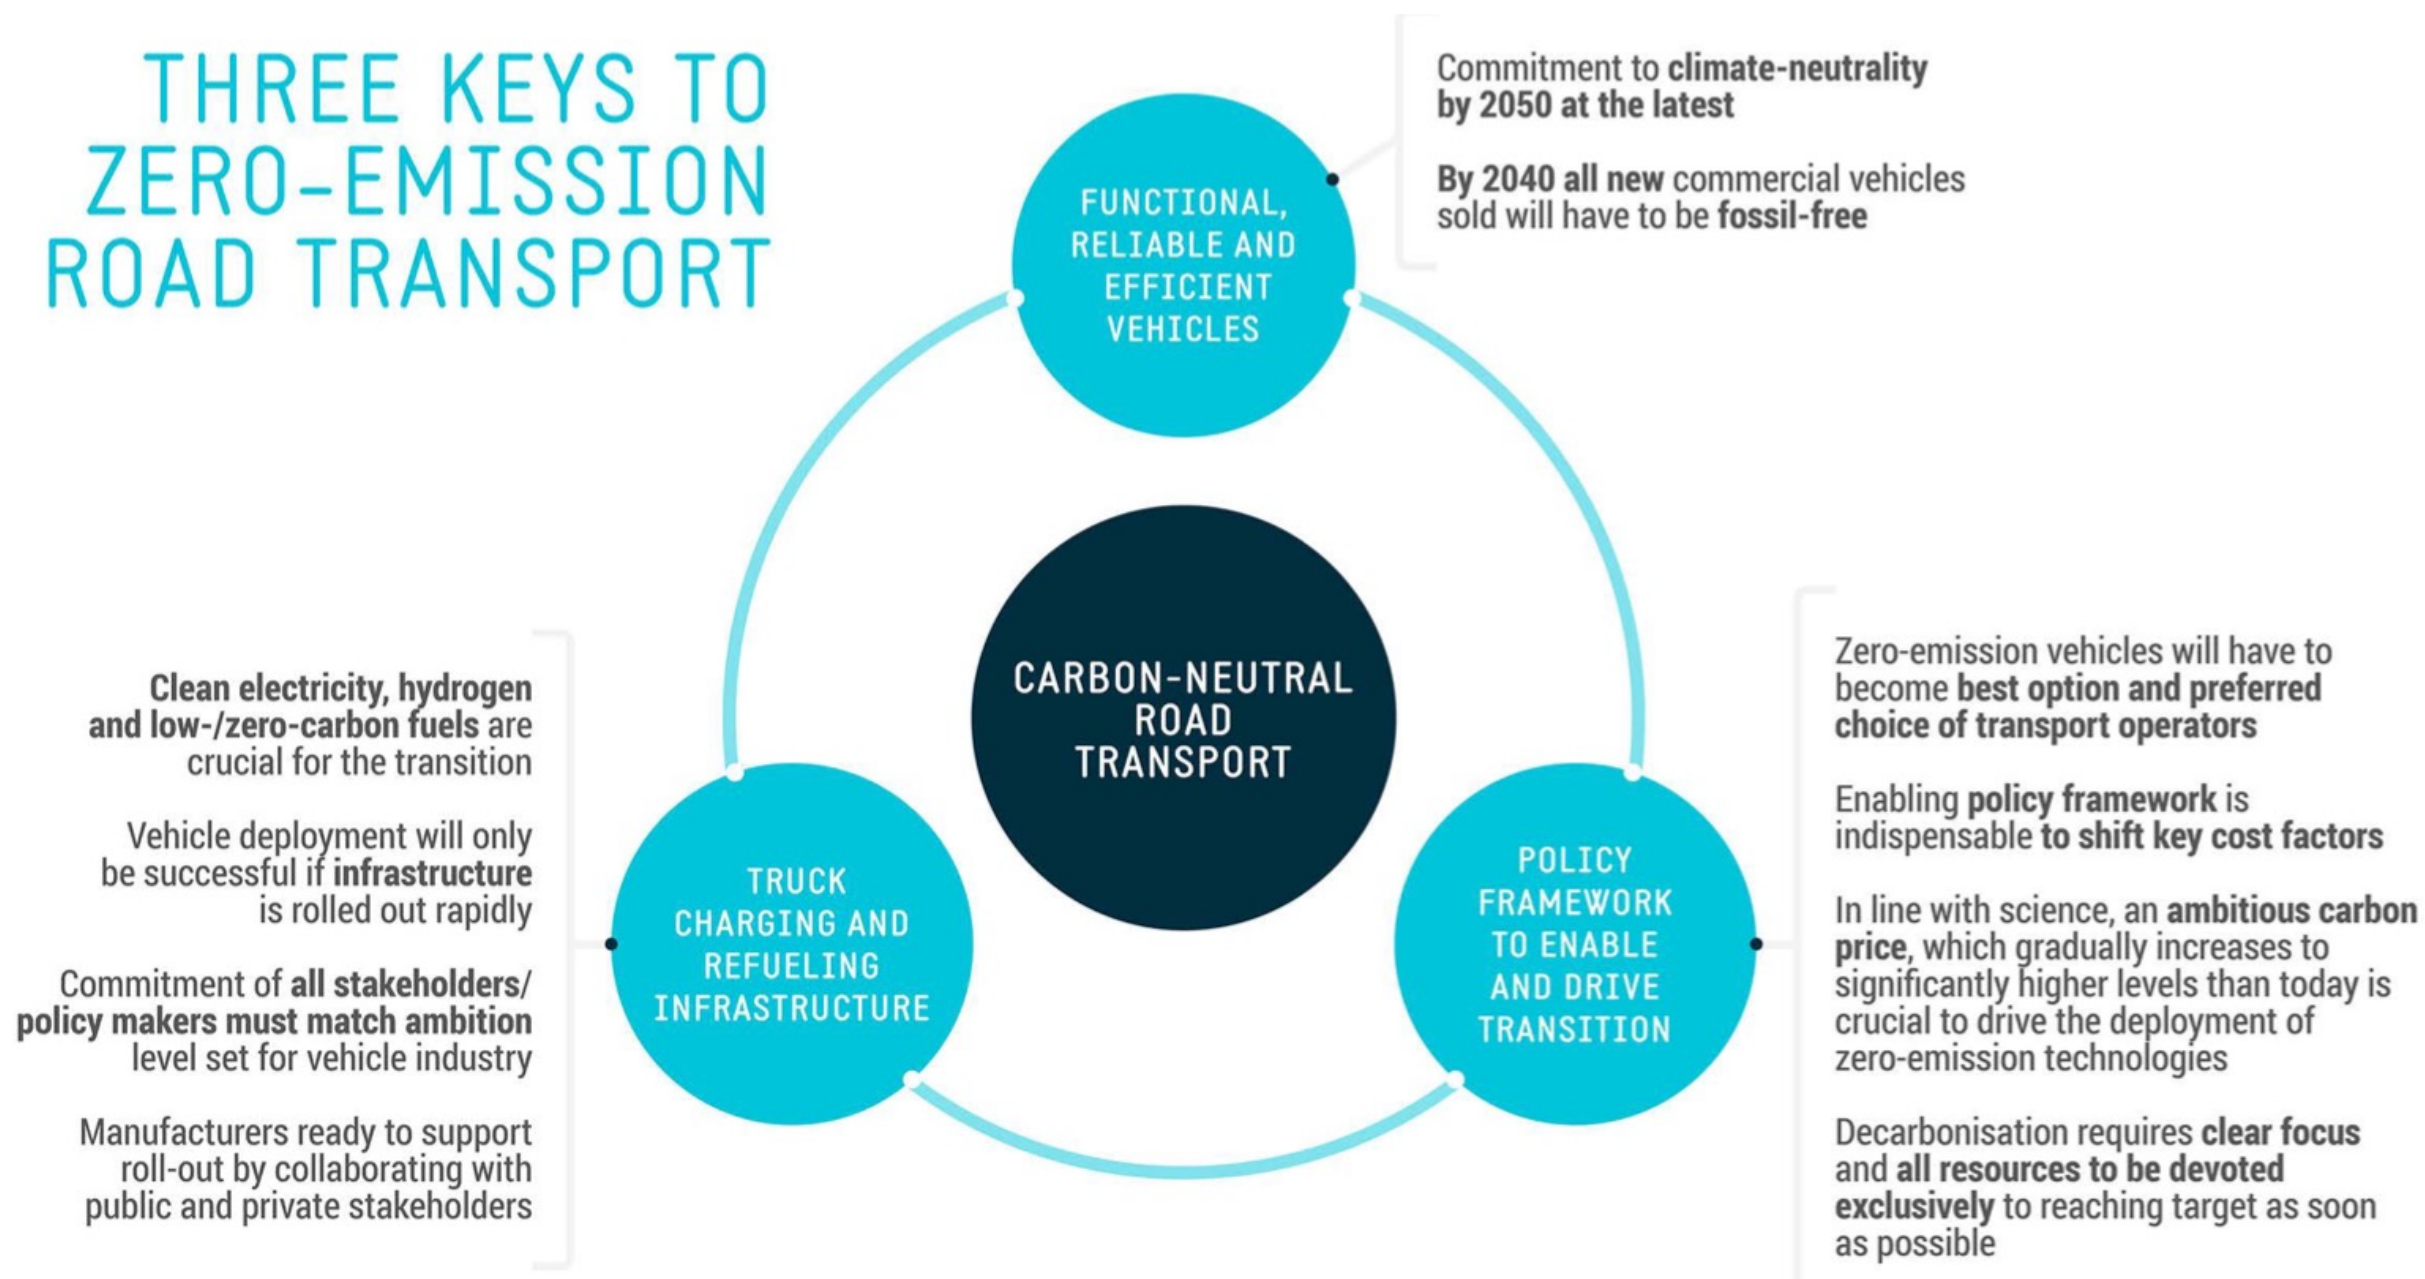 THREE KEYS TO
ZERO-EMISSION
ROAD TRANSPORT
FUNCTIONAL,
RELIABLE AND
EFFICIENT
VEHICLES
Commitment to climate-neutrality
by 2050 at the latest
By 2040 all new commercial vehicles
sold will have to be fossil-free
CARBON-NEUTRAL
ROAD
TRANSPORT
Clean electricity, hydrogen
and low-/zero-carbon fuels are
crucial for the transition
Vehicle deployment will only
be successful if infrastructure
is rolled out rapidly
Commitment of all stakeholders/
policy makers must match ambition
level set for vehicle industry
Manufacturers ready to support
roll-out by collaborating with
public and private stakeholders
TRUCK
CHARGING AND
REFUELING
INFRASTRUCTURE
POLICY
FRAMEWORK
TO ENABLE
AND DRIVE
TRANSITION
Zero-emission vehicles will have to
become best option and preferred
choice of transport operators
Enabling policy framework is
indispensable to shift key cost factors
In line with science, an ambitious carbon
price, which gradually increases to
significantly higher levels than today is
crucial to drive the deployment of
zero-emission technologies
Decarbonisation requires clear focus
and all resources to be devoted
exclusively to reaching target as soon
as possible